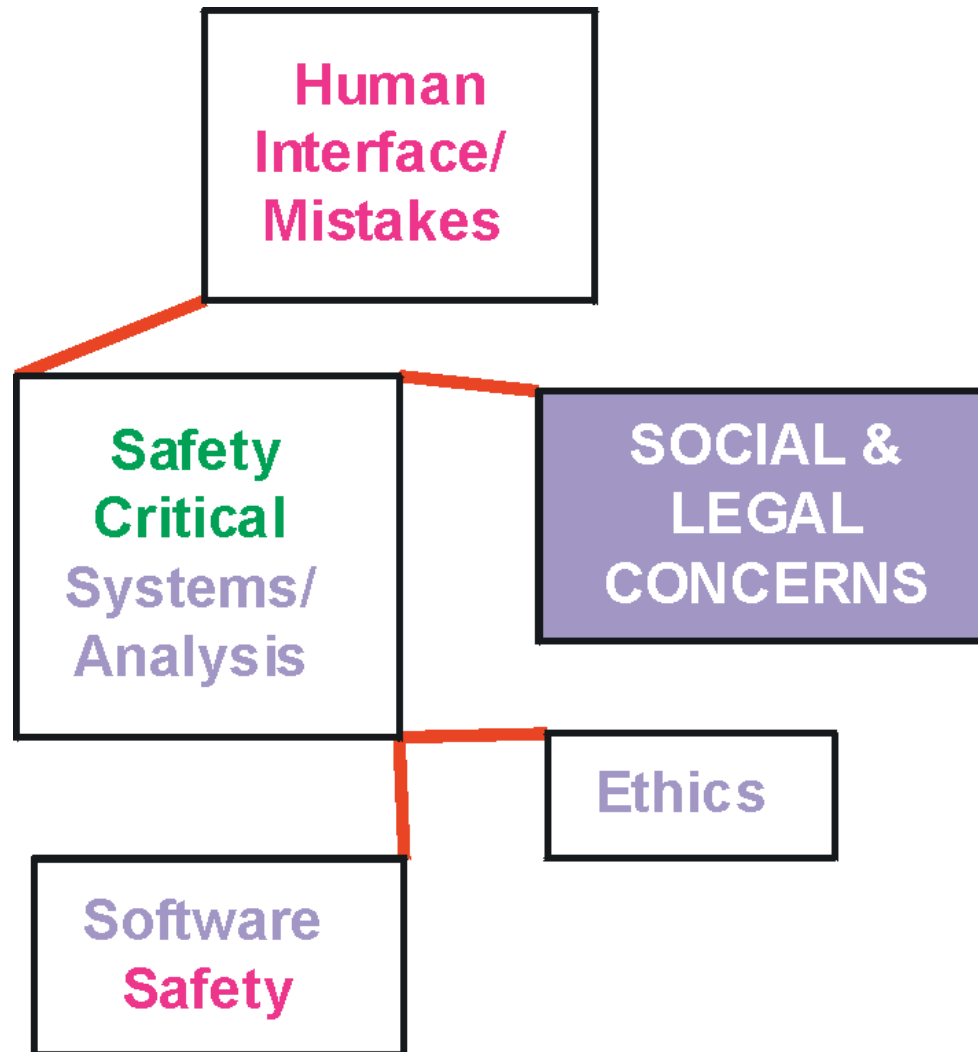 Human
Interface/
Mistakes
Safety
Critical
Systems/
Analysis
SOCIAL &
LEGAL
CONCERNS
Ethics
Software
Safety